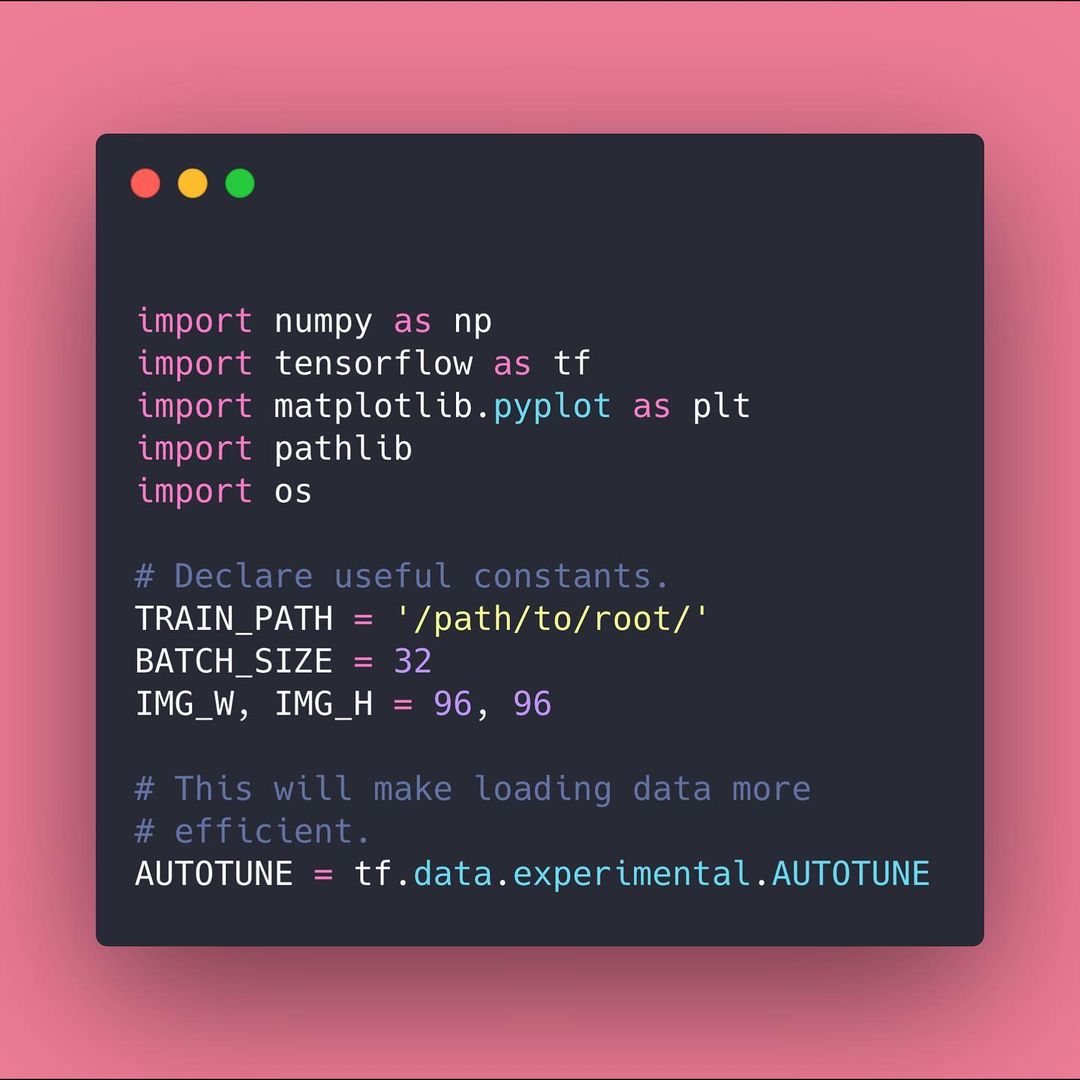 import numpy as np
import tensorflow as tf
import matplotlib.pyplot as plt
import pathlib
import os
# Declare useful constants.
TRAIN_PATH = '/path/to/root/'
BATCH_SIZE = 32
IMG_W, IMG_H = 96, 96
# This will make loading data more
# efficient.
AUTOTUNE = tf.data.experimental.AUTOTUNE